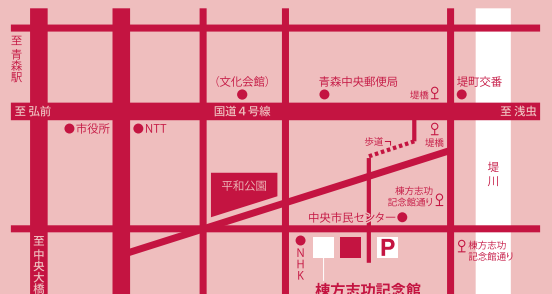 至青森駅
(文化会館)
青森中央郵便局
堤橋
堤町交番
至 弘前
国道４号線
至 浅虫
市役所
NTT
歩道
堤橋
堤川
平和公園
棟方志功
記念館通り
中央市民センター
至中央大橋
NHK
P
棟方志功
記念館通り
棟方志功記念館